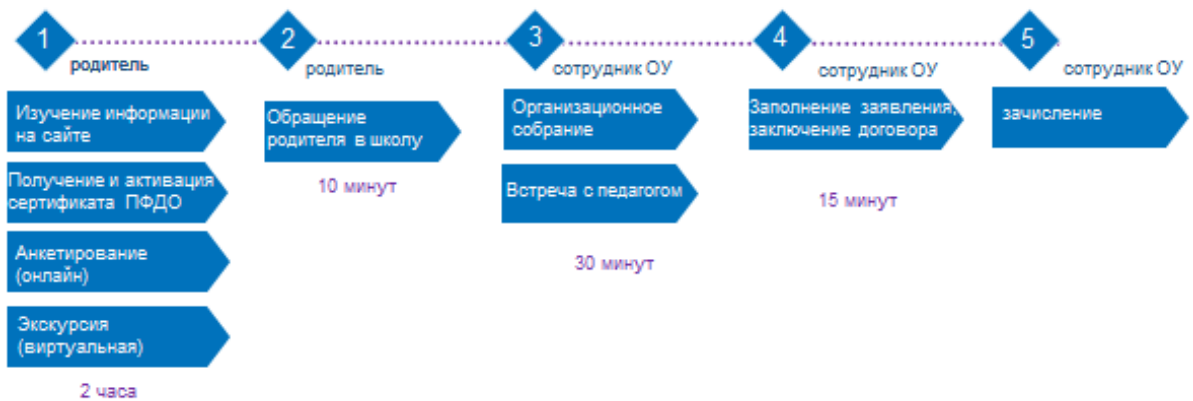 1
родитель
Изучение информации
на сайте
Получение и активация
сертификата ПФДО
Анкетирование
(онлайн)
Экскурсия
(виртуальная)
2 часа
2
родитель
Обращение
родителя в школу
10 минут
3
сотрудник ОУ
Организационное
собрание
Встреча с педагогом
30 минут
4
сотрудник ОУ
Заполнение заявления,
заключение договора
15 минут
5
сотрудник ОУ
зачисление